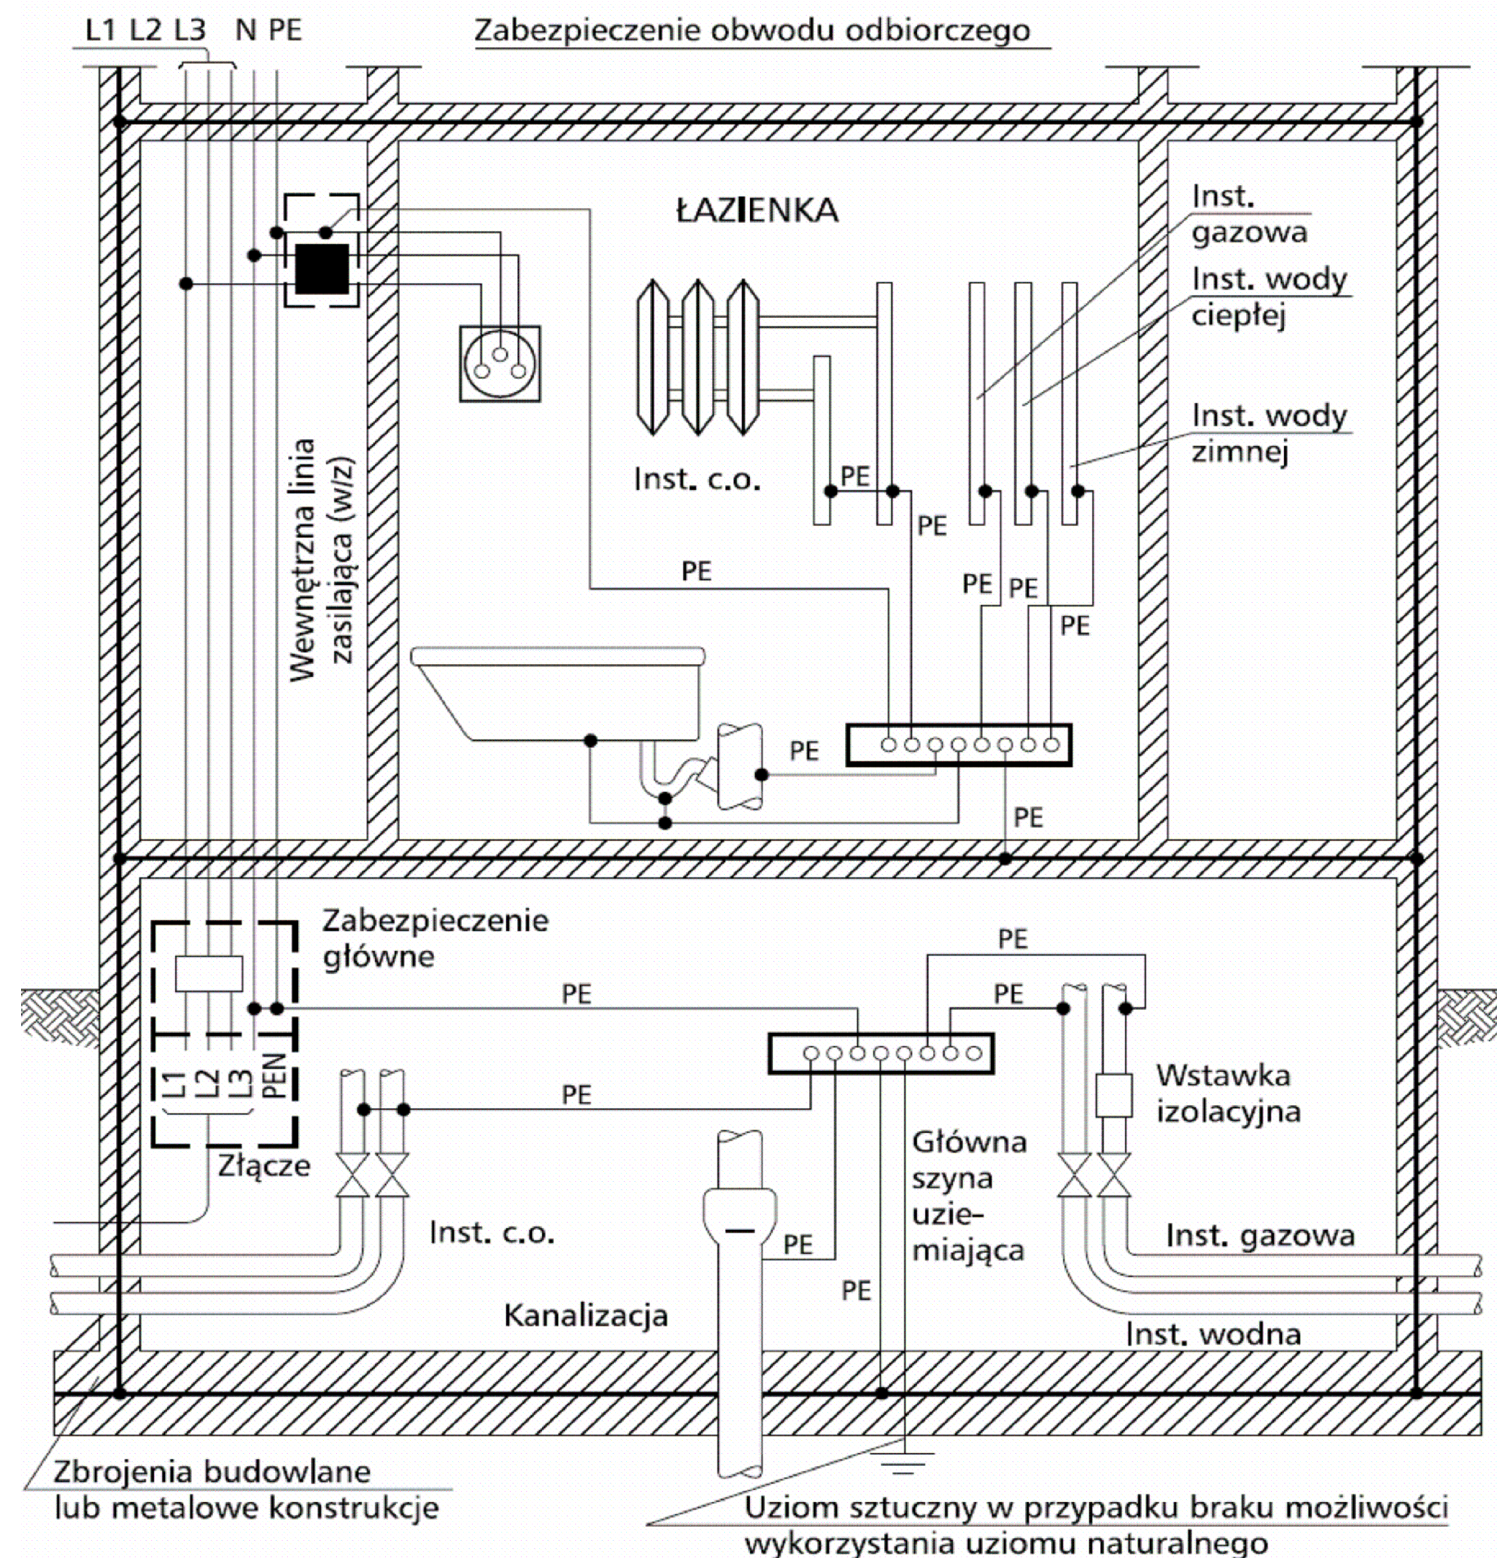 L1 L2 L3 N PE
Zabezpieczenie obwodu odbiorczego
ŁAZIENKA
Inst.
gazowa
Inst. wody
ciepłej
Inst. wody
zimnej
Wewnętrzna linia
zasilająca (w/z)
Inst. c.o.
PE
PE
PE
PE
PE
PE
PE
PE
Zabezpieczenie
główne
PE
PE
PE
L1
L2
L3
PEN
Złącze
PE
Wstawka
izolacyjna
Główna
szyna
uzie-
miająca
Inst. c.o.
PE
PE
Inst. gazowa
Kanalizacja
Inst. wodna
Zbrojenia budowlane
lub metalowe konstrukcje
Uziom sztuczny w przypadku braku możliwości
wykorzystania uziomu naturalnego